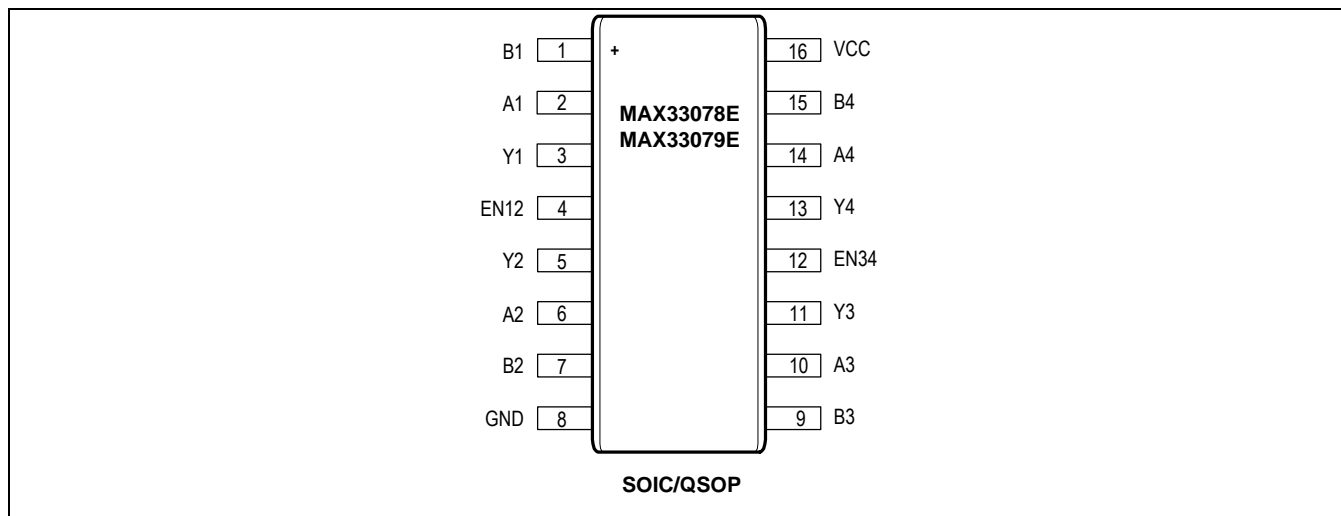 B1 1 + 16 VCC
A1 2 15 B4
MAX33078E
MAX33079E
Y1 3 14 A4
EN12 4 13 Y4
Y2 5 12 EN34
A2 6 11 Y3
B2 7 10 A3
GND 8 9 B3
SOIC/QSOP